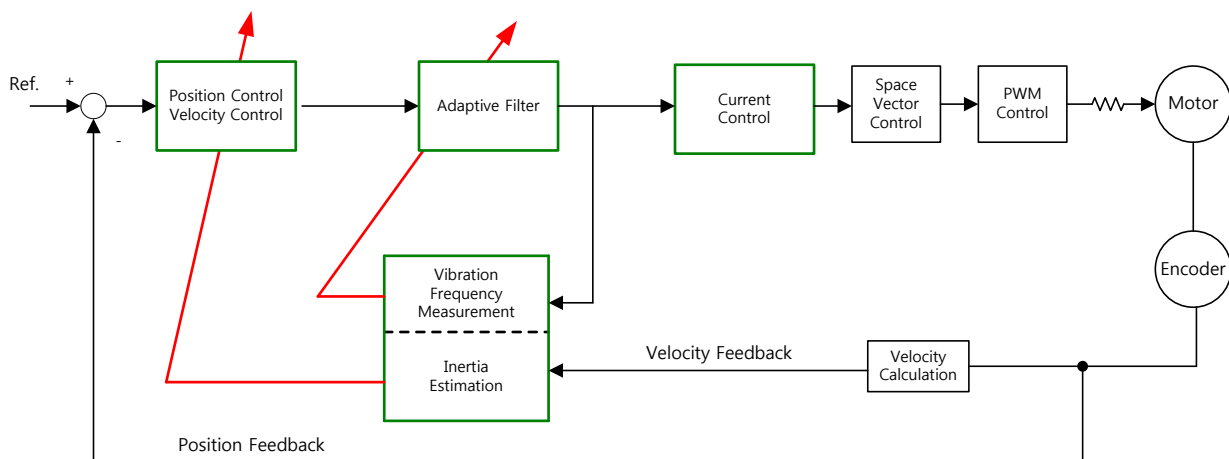 Ref.
+
-
Position Control
Velocity Control
Adaptive Filter
Current
Control
Space
Vector
Control
PWM
Control
Motor
Encoder
Vibration
Frequency
Measurement
Inertia
Estimation
Velocity Feedback
Velocity
Calculation
Position Feedback